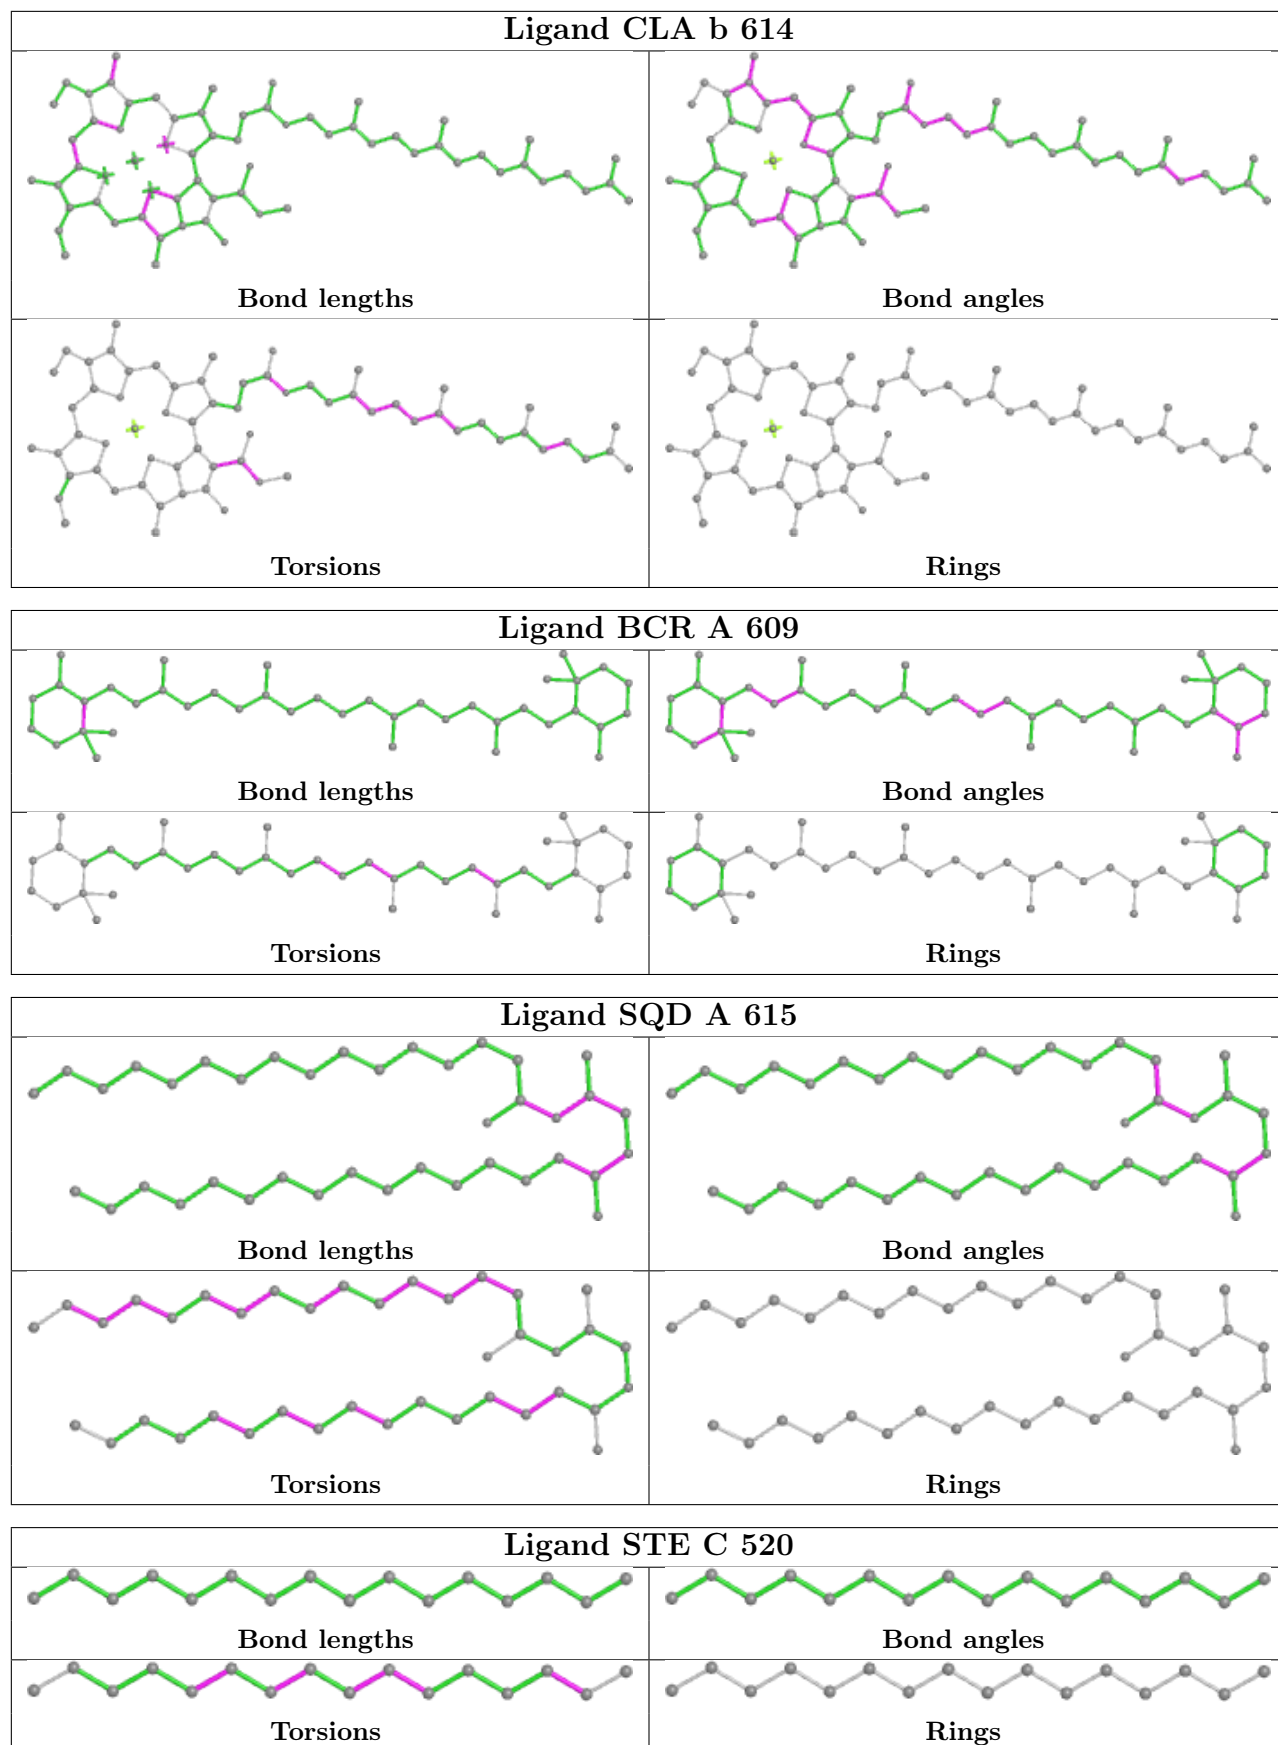 Ligand CLA b 614
Bond lengths Bond angles
Torsions Rings
Ligand BCR A 609
Bond lengths Bond angles
Torsions Rings
Ligand SQD A 615
Bond lengths Bond angles
Torsions Rings
Ligand STE C 520
Bond lengths Bond angles
Torsions Rings